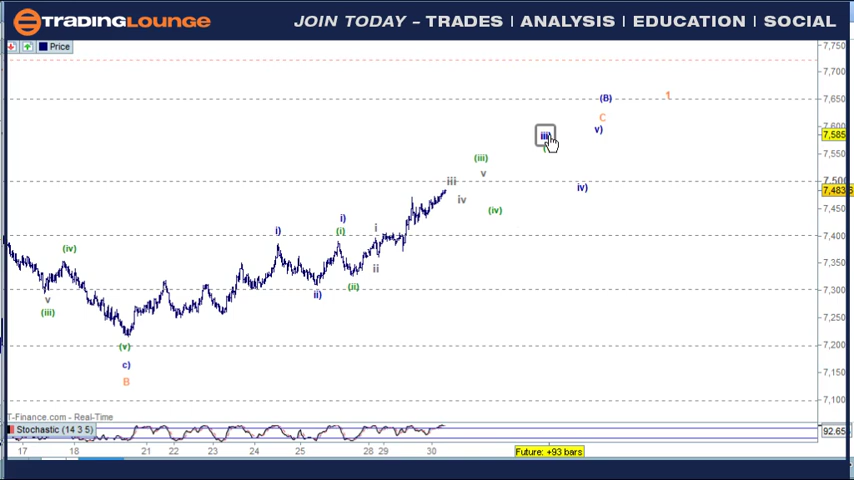 TRADINGLOUNGE
JOIN TODAY - TRADES | ANALYSIS | EDUCATION | SOCIAL
Price
7,750
7,700
7,650
7,600
7,585
7,550
7,500
7,483
7,450
7,400
7,350
7,300
7,250
7,200
7,150
7,100
(B)
1
C
v)
iii)
(iii)
v
iii
iv)
iv
(iv)
i)
i)
(i)
i
ii
(ii)
ii)
(iv)
v
(iii)
(v)
c)
B
T-Finance.com - Real-Time
Stochastic (14 3 5)
92.65
17 18 21 22 23 24 25 28 29 30
Future: +93 bars